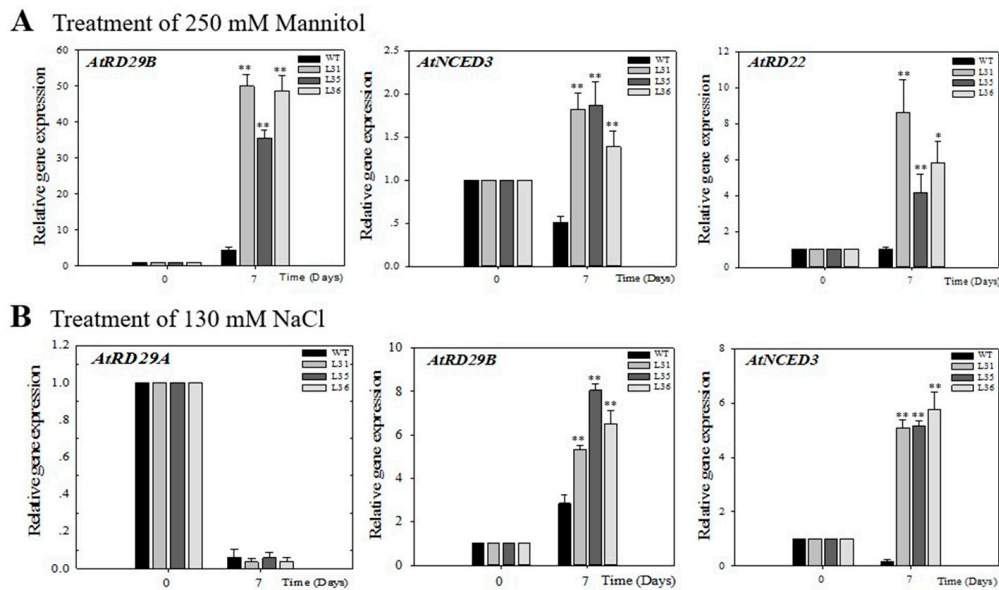 A Treatment of 250 mM Mannitol
AtRD29B
WT
L31
L35
L36
Relative gene expression
60
50
40
30
20
10
0
** ** **
0 7 Time (Days)
AtNCED3
WT
L31
L35
L36
Relative gene expression
2.5
2.0
1.5
1.0
.5
0.0
** ** **
0 7 Time (Days)
AtRD22
WT
L31
L35
L36
Relative gene expression
12
10
8
6
4
2
0
** ** *
0 7 Time (Days)
B Treatment of 130 mM NaCl
AtRD29A
WT
L31
L35
L36
Relative gene expression
1.0
.8
.6
.4
.2
0.0
0 7 Time (Days)
AtRD29B
WT
L31
L35
L36
Relative gene expression
10
8
6
4
2
0
** ** **
0 7 Time (Days)
AtNCED3
WT
L31
L35
L36
Relative gene expression
8
6
4
2
0
** ** **
0 7 Time (Days)